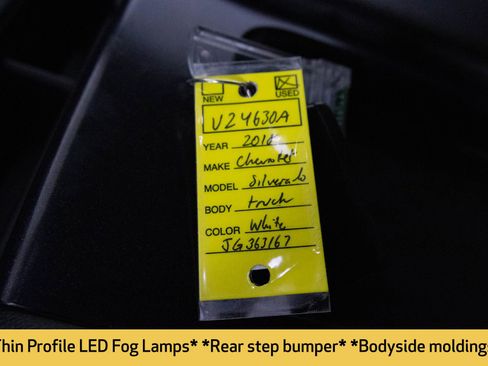 NEW USED
V24630A
YEAR 2018
MAKE Chevrolet
MODEL Silverado
BODY truck
COLOR White
JG363167
Thin Profile LED Fog Lamps* *Rear step bumper* *Bodyside moldings